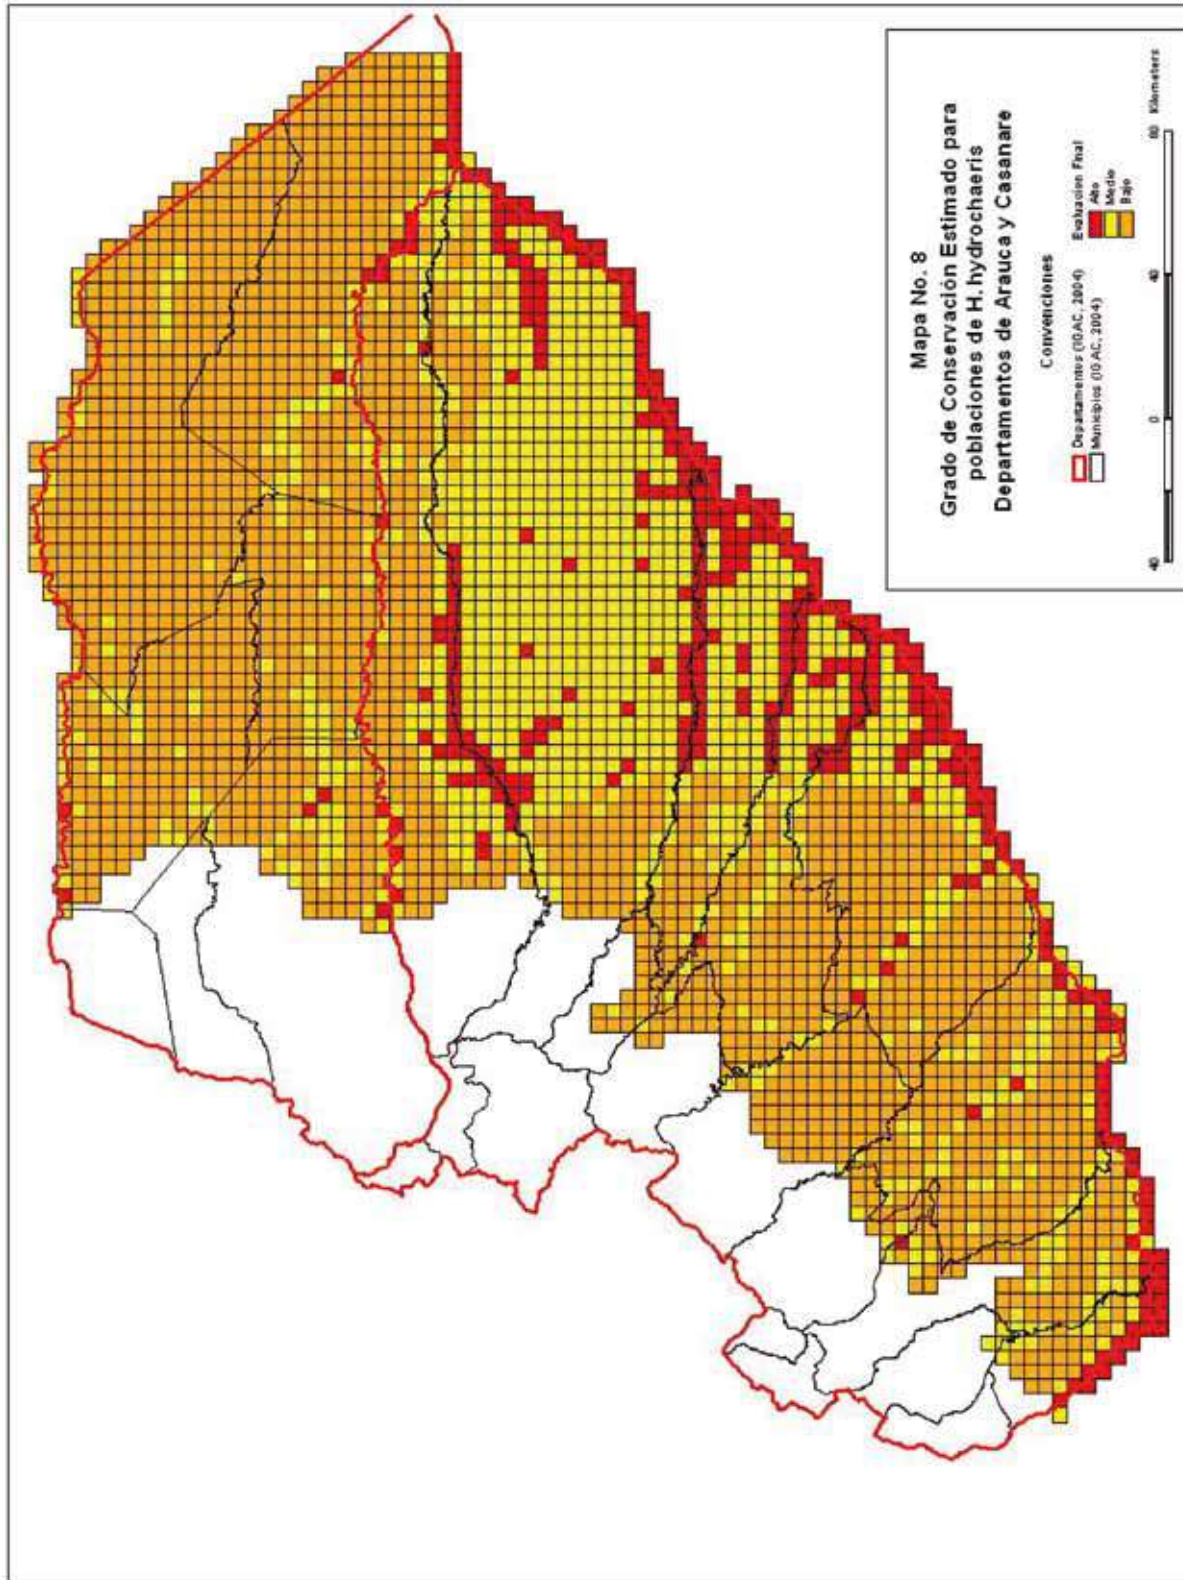 Mapa No. 8
Grado de Conservación Estimado para
poblaciones de H. hydrochaeris
Departamentos de Arauca y Casanare
Convenciones
Departamentos (IGAC, 2004)
Municipios (IGAC, 2004)
Evaluacion Final
Alto
Medio
Bajo
40 0 40 80 Kilometers